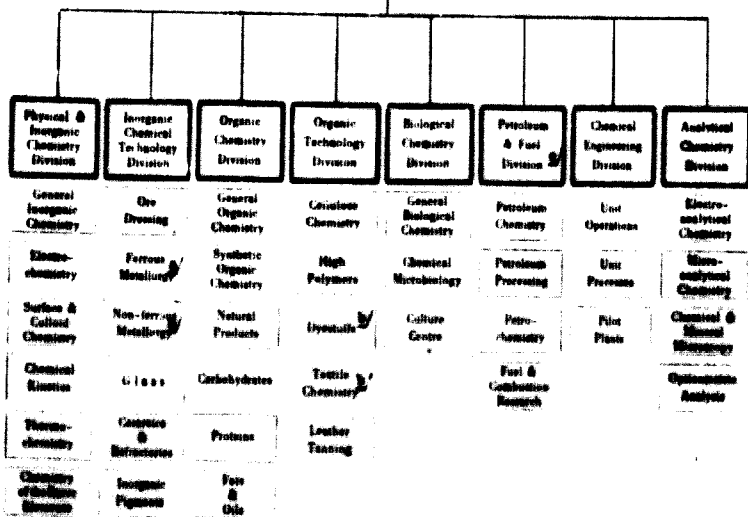 Physical &
Inorganic
Chemistry
Division
Inorganic
Chemical
Technology
Division
Organic
Chemistry
Division
Organic
Technology
Division
Biological
Chemistry
Division
Petroleum
& Fuel
Division a/
Chemical
Engineering
Division
Analytical
Chemistry
Division
General
Inorganic
Chemistry
Electro-
chemistry
Surface &
Colloid
Chemistry
Chemical
Kinetics
Thermo-
chemistry
Chemistry
of the
Elements
Ore
Dressing
Ferrous
Metallurgy a/
Non-ferrous
Metallurgy a/
Glass
Ceramics
&
Refractories
Inorganic
Pigments
General
Organic
Chemistry
Synthetic
Organic
Chemistry
Natural
Products
Carbohydrates
Proteins
Fats
&
Oils
Cellulose
Chemistry
High
Polymers
Dyestuffs b/
Textile
Chemistry b/
Leather
Tanning
General
Biological
Chemistry
Chemical
Microbiology
Culture
Centre
Petroleum
Chemistry
Petroleum
Processing
Petro-
chemistry
Fuel &
Combustion
Research
Unit
Operations
Unit
Processes
Pilot
Plants
Electro-
analytical
Chemistry
Micro-
analytical
Chemistry
Chemical &
Mineral
Microscopy
Analysis